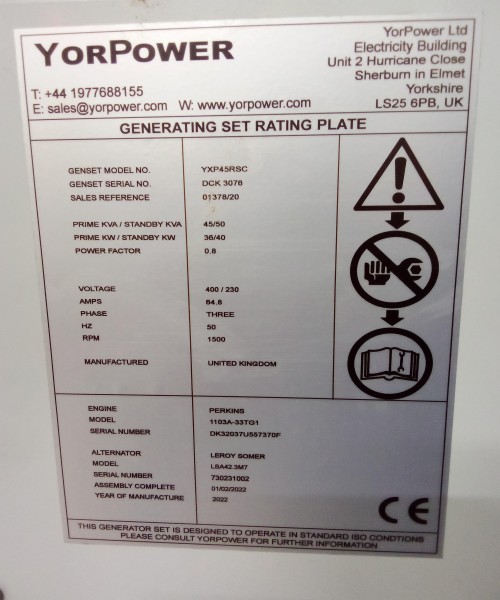 YORPOWER
T: +44 1977688155
E: sales@yorpower.com W: www.yorpower.com
YorPower Ltd
Electricity Building
Unit 2 Hurricane Close
Sherburn in Elmet
Yorkshire
LS25 6PB, UK
GENERATING SET RATING PLATE
GENSET MODEL NO. YXP45RSC
GENSET SERIAL NO. DCK 3076
SALES REFERENCE 01378/20
PRIME KVA / STANDBY KVA 45/50
PRIME KW / STANDBY KW 36/40
POWER FACTOR 0.8
VOLTAGE 400 / 230
AMPS 64.8
PHASE THREE
HZ 50
RPM 1500
MANUFACTURED UNITED KINGDOM
ENGINE PERKINS
MODEL 1103A-33TG1
SERIAL NUMBER DK32037U557370F
ALTERNATOR LEROY SOMER
MODEL LSA42.3M7
SERIAL NUMBER 730231002
ASSEMBLY COMPLETE 01/02/2022
YEAR OF MANUFACTURE 2022
CE
THIS GENERATOR SET IS DESIGNED TO OPERATE IN STANDARD ISO CONDTIONS
PLEASE CONSULT YORPOWER FOR FURTHER INFORMATION